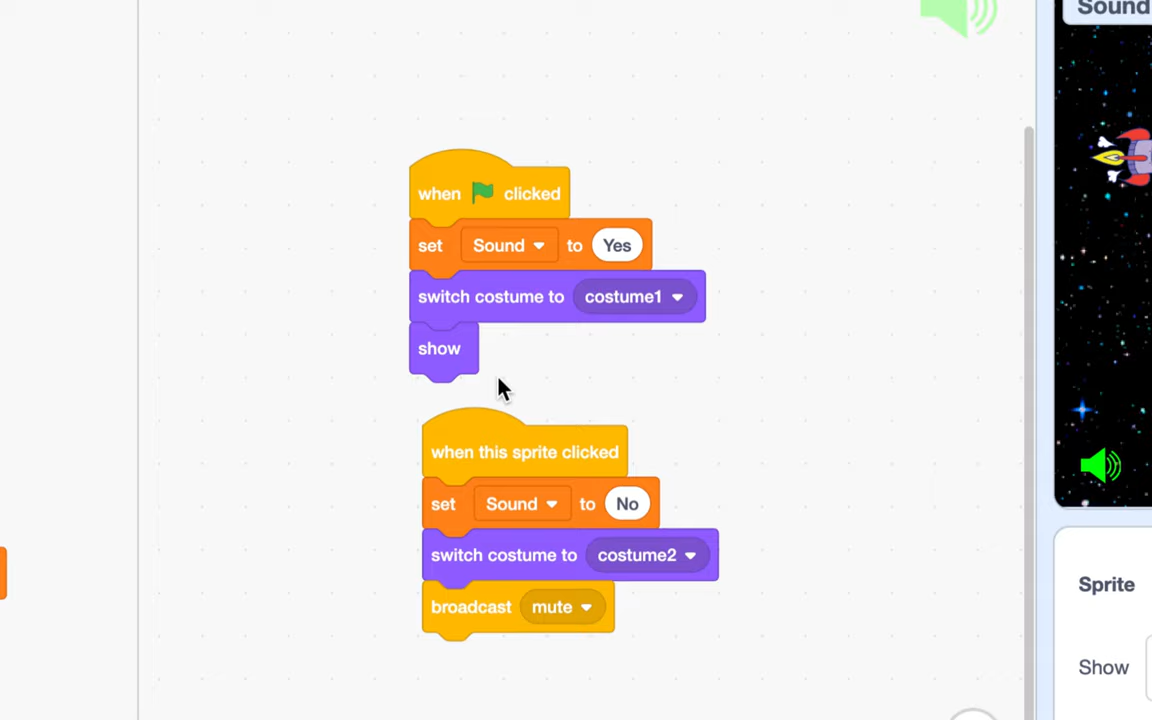 Sound
when clicked
set Sound to Yes
switch costume to costume1
show
when this sprite clicked
set Sound to No
switch costume to costume2
broadcast mute
Sprite
Show